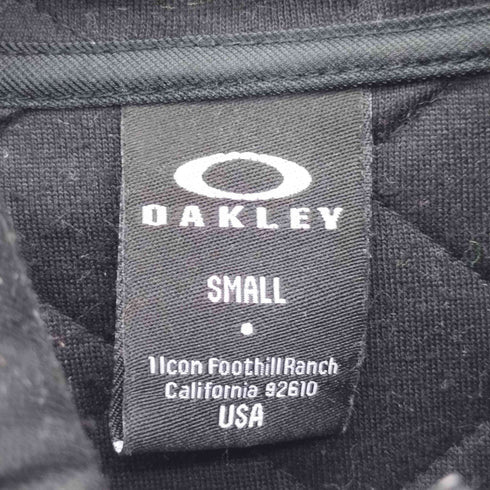 OAKLEY
SMALL
1 Icon Foothill Ranch
California 92610
USA